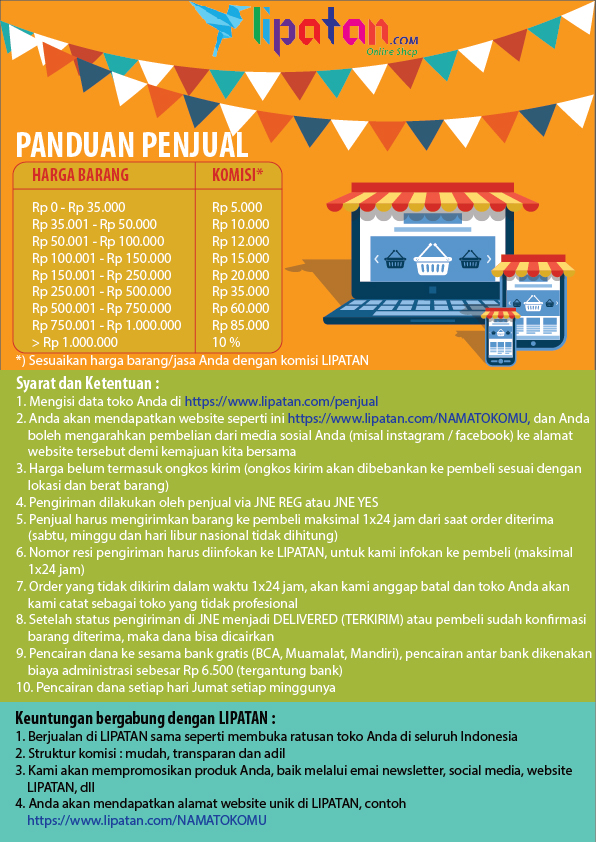 lipatan.COM
Online Shop
PANDUAN PENJUAL
HARGA BARANG KOMISI*
Rp 0 - Rp 35.000 Rp 5.000
Rp 35.001 - Rp 50.000 Rp 10.000
Rp 50.001 - Rp 100.000 Rp 12.000
Rp 100.001 - Rp 150.000 Rp 15.000
Rp 150.001 - Rp 250.000 Rp 20.000
Rp 250.001 - Rp 500.000 Rp 35.000
Rp 500.001 - Rp 750.000 Rp 60.000
Rp 750.001 - Rp 1.000.000 Rp 85.000
> Rp 1.000.000 10 %
*) Sesuaikan harga barang/jasa Anda dengan komisi LIPATAN
Syarat dan Ketentuan :
1. Mengisi data toko Anda di https://www.lipatan.com/penjual
2. Anda akan mendapatkan website seperti ini https://www.lipatan.com/NAMATOKOMU, dan Anda
boleh mengarahkan pembelian dari media sosial Anda (misal instagram / facebook) ke alamat
website tersebut demi kemajuan kita bersama
3. Harga belum termasuk ongkos kirim (ongkos kirim akan dibebankan ke pembeli sesuai dengan
lokasi dan berat barang)
4. Pengiriman dilakukan oleh penjual via JNE REG atau JNE YES
5. Penjual harus mengirimkan barang ke pembeli maksimal 1x24 jam dari saat order diterima
(sabtu, minggu dan hari libur nasional tidak dihitung)
6. Nomor resi pengiriman harus diinfokan ke LIPATAN, untuk kami infokan ke pembeli (maksimal
1x24 jam)
7. Order yang tidak dikirim dalam waktu 1x24 jam, akan kami anggap batal dan toko Anda akan
kami catat sebagai toko yang tidak profesional
8. Setelah status pengiriman di JNE menjadi DELIVERED (TERKIRIM) atau pembeli sudah konfirmasi
barang diterima, maka dana bisa dicairkan
9. Pencairan dana ke sesama bank gratis (BCA, Muamalat, Mandiri), pencairan antar bank dikenakan
biaya administrasi sebesar Rp 6.500 (tergantung bank)
10. Pencairan dana setiap hari Jumat setiap minggunya
Keuntungan bergabung dengan LIPATAN :
1. Berjualan di LIPATAN sama seperti membuka ratusan toko Anda di seluruh Indonesia
2. Struktur komisi : mudah, transparan dan adil
3. Kami akan mempromosikan produk Anda, baik melalui emai newsletter, social media, website
LIPATAN, dll
4. Anda akan mendapatkan alamat website unik di LIPATAN, contoh
https://www.lipatan.com/NAMATOKOMU